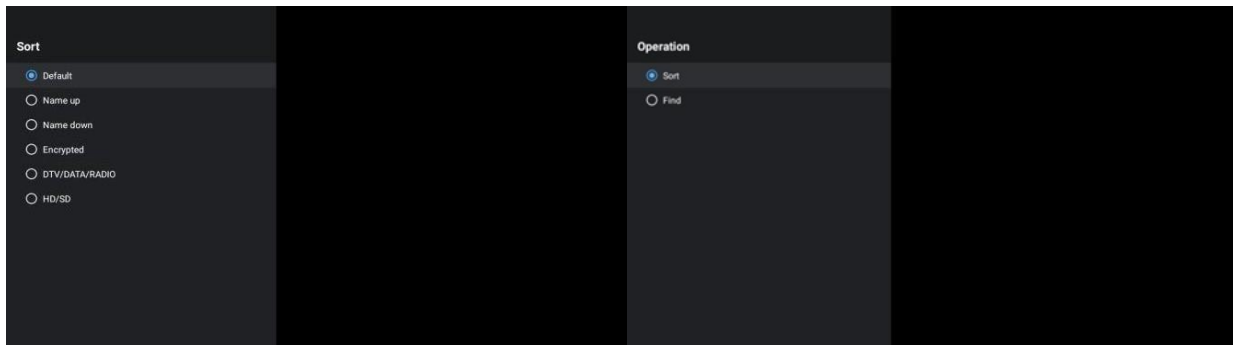 Sort
Default
Name up
Name down
Encrypted
DTV/DATA/RADIO
HD/SD
Operation
Sort
Find